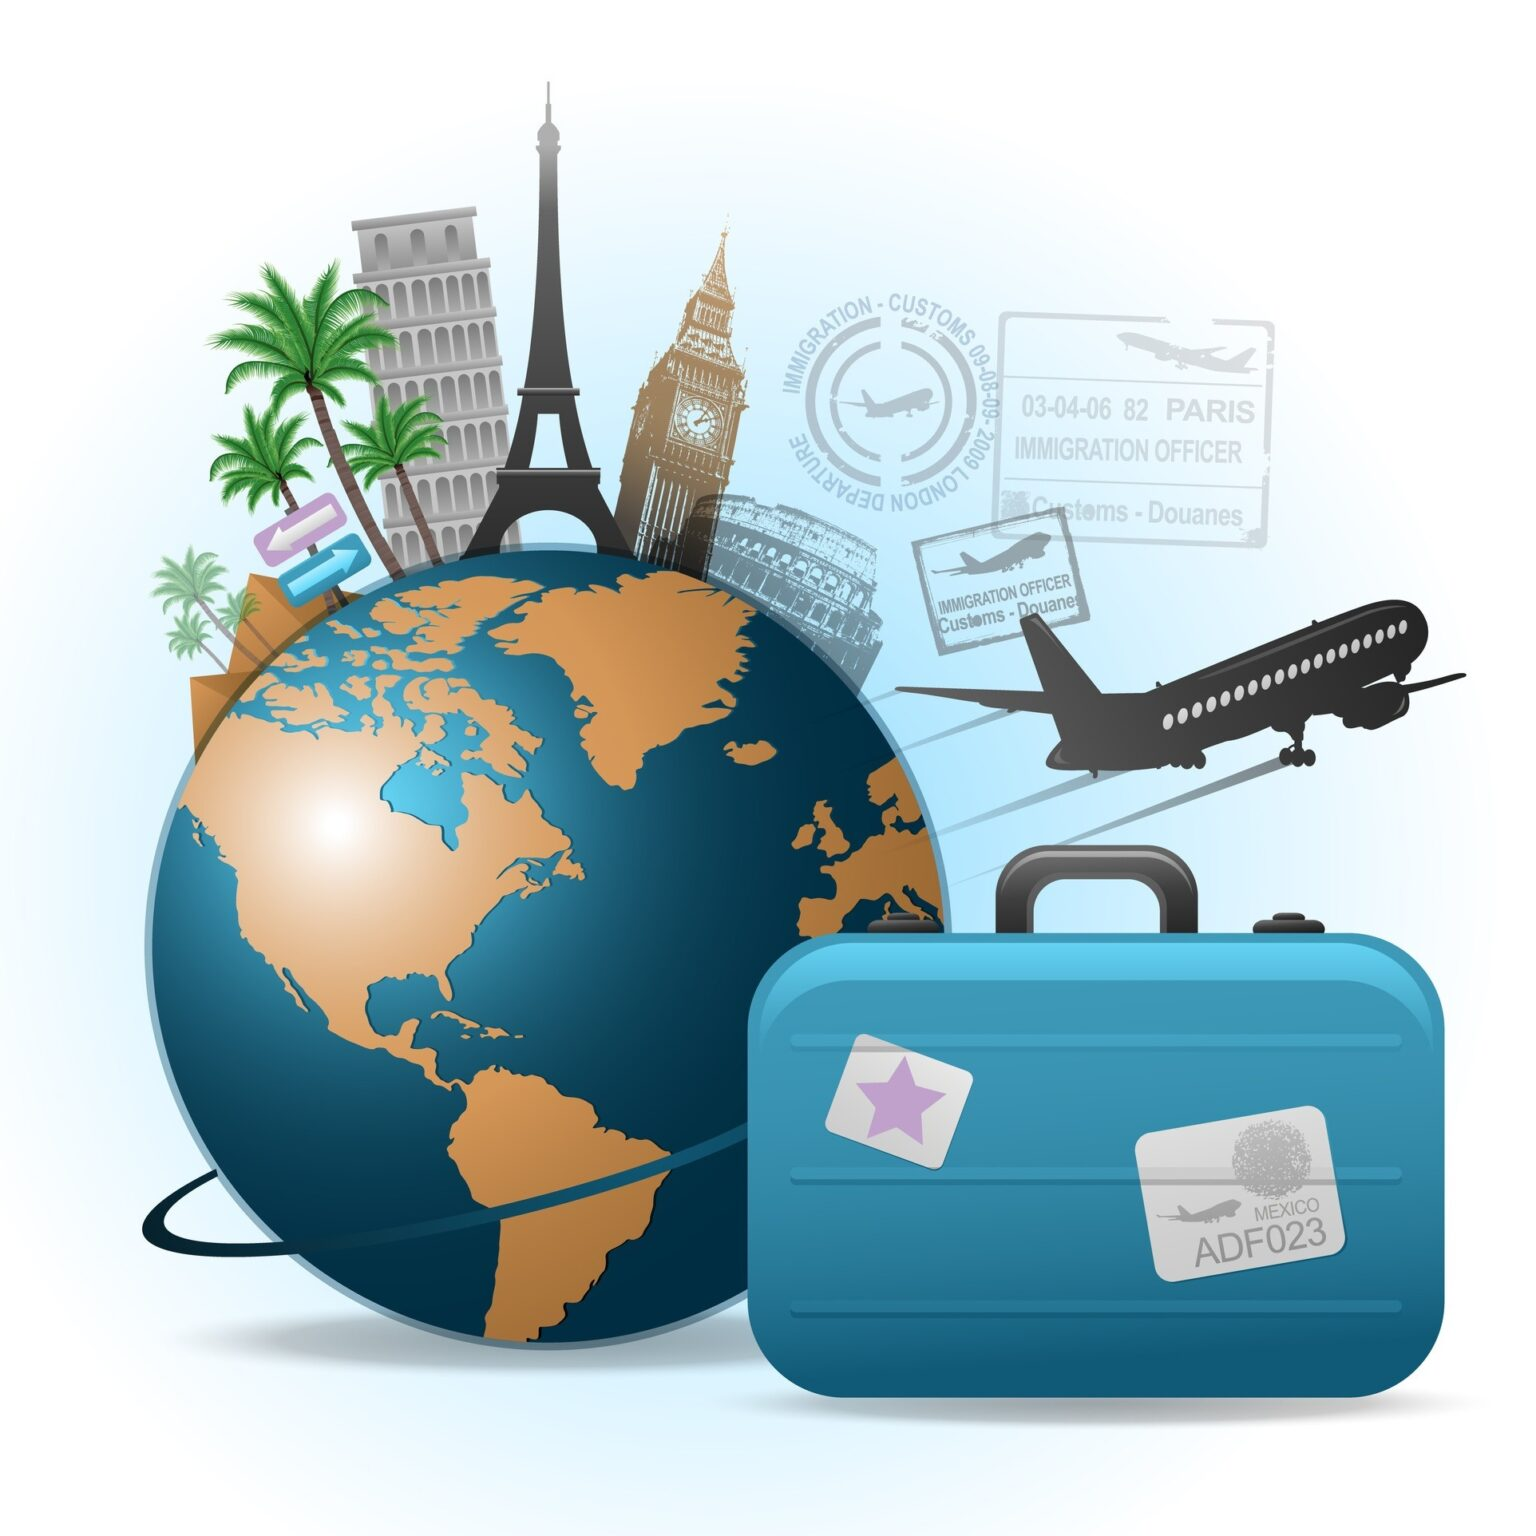 IMMIGRATION - CUSTOMS 09-08-09- 2009 LONDON DEPARTURE
03-04-06 82 PARIS
IMMIGRATION OFFICER
Customs - Douanes
IMMIGRATION OFFICER
Customs - Douanes
MEXICO
ADF023